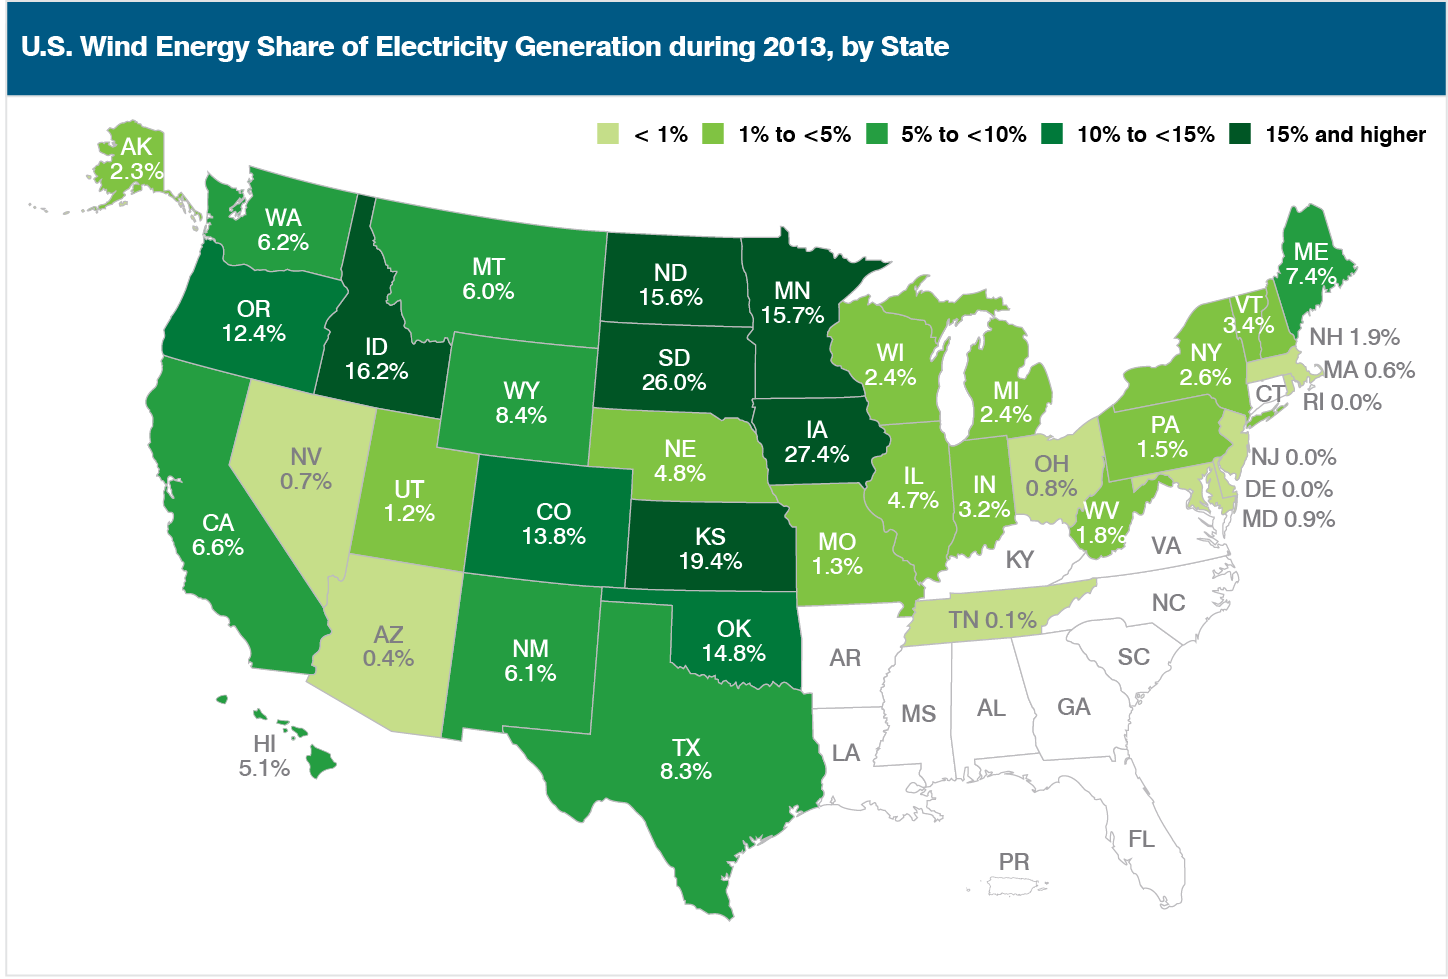 U.S. Wind Energy Share of Electricity Generation during 2013, by State
< 1%
1% to <5%
5% to <10%
10% to <15%
15% and higher
AK
2.3%
WA
6.2%
OR
12.4%
ID
16.2%
MT
6.0%
ND
15.6%
MN
15.7%
SD
26.0%
WY
8.4%
WI
2.4%
MI
2.4%
ME
7.4%
VT
3.4%
NH 1.9%
NY
2.6%
MA 0.6%
CT
RI 0.0%
PA
1.5%
NJ 0.0%
DE 0.0%
MD 0.9%
IA
27.4%
NE
4.8%
NV
0.7%
UT
1.2%
CA
6.6%
CO
13.8%
KS
19.4%
MO
1.3%
IL
4.7%
IN
3.2%
OH
0.8%
WV
1.8%
VA
KY
NC
TN 0.1%
SC
AZ
0.4%
NM
6.1%
OK
14.8%
AR
MS
AL
GA
LA
TX
8.3%
HI
5.1%
FL
PR